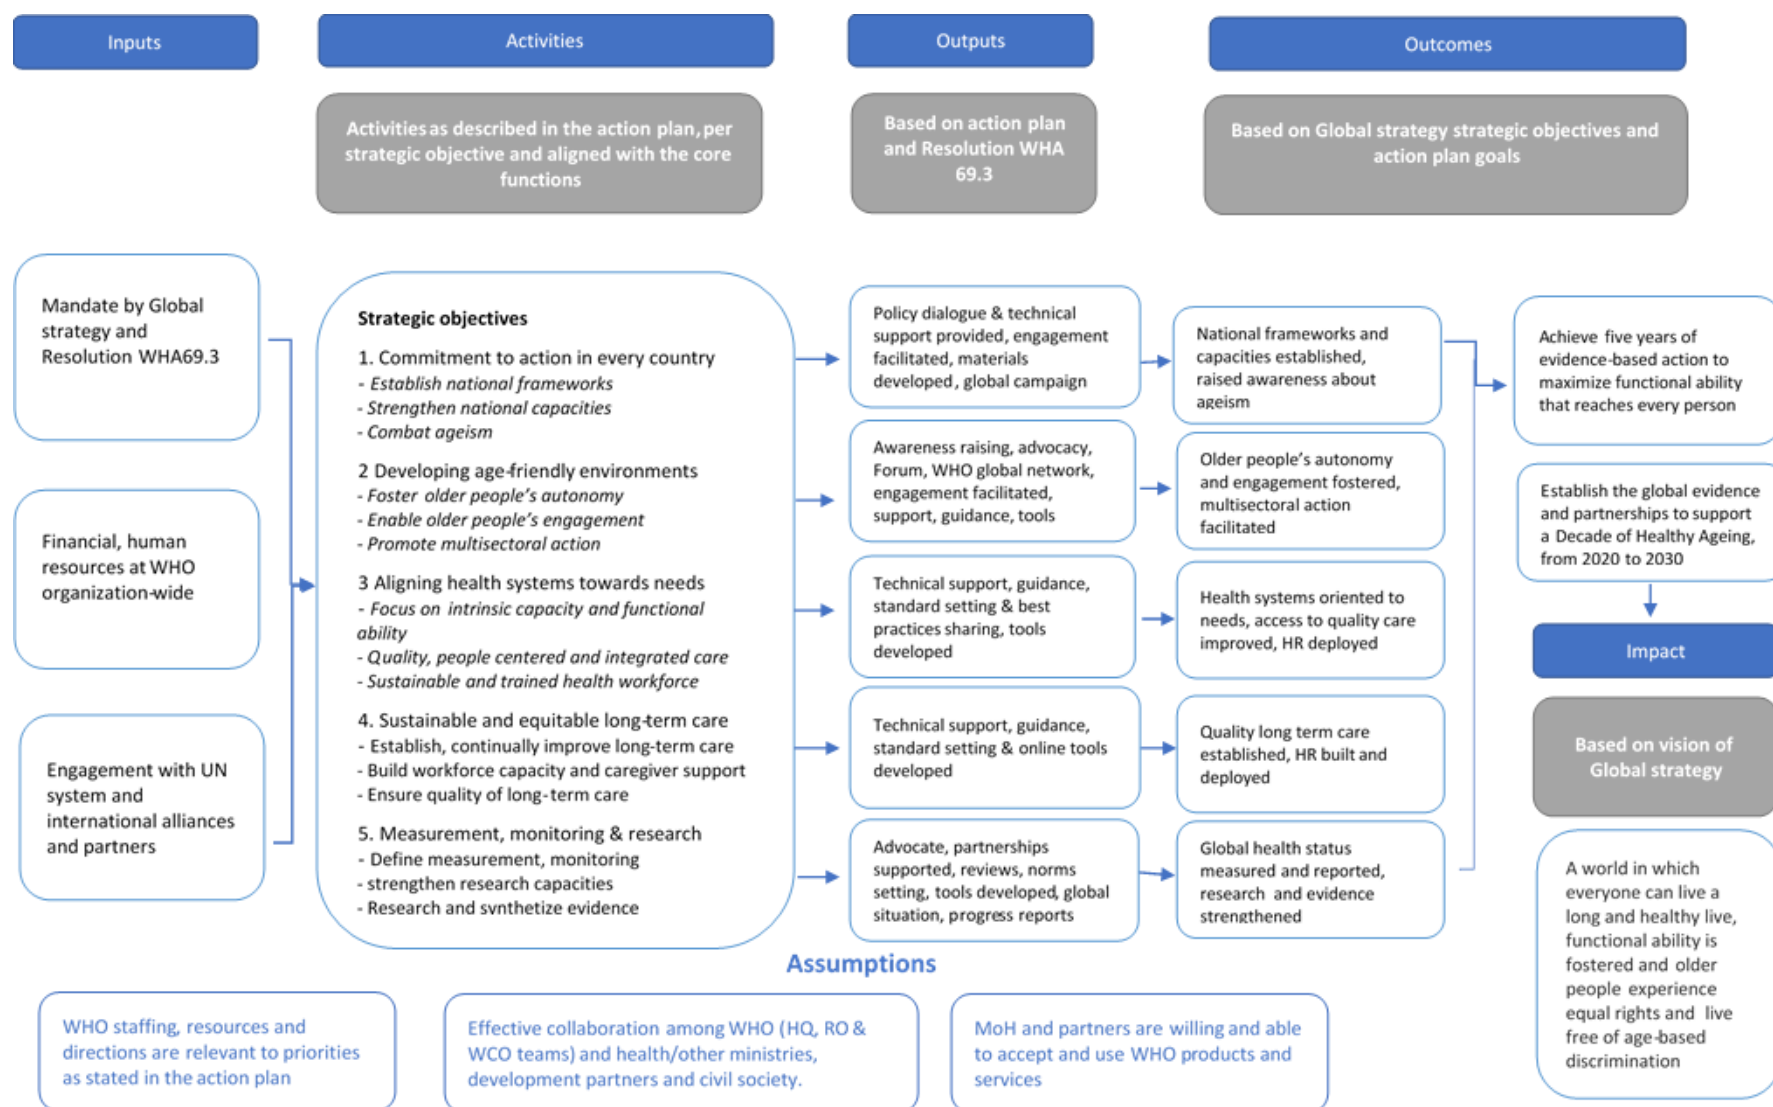 Inputs
Activities
Outputs
Outcomes
Activities as described in the action plan, per
strategic objective and aligned with the core
functions
Based on action plan
and Resolution WHA
69.3
Based on Global strategy strategic objectives and
action plan goals
Mandate by Global
strategy and
Resolution WHA69.3
Financial, human
resources at WHO
organization-wide
Engagement with UN
system and
international alliances
and partners
Strategic objectives
1. Commitment to action in every country
- Establish national frameworks
- Strengthen national capacities
- Combat ageism
2 Developing age-friendly environments
- Foster older people's autonomy
- Enable older people's engagement
- Promote multisectoral action
3 Aligning health systems towards needs
- Focus on intrinsic capacity and functional
ability
- Quality, people centered and integrated care
- Sustainable and trained health workforce
4. Sustainable and equitable long-term care
- Establish, continually improve long-term care
- Build workforce capacity and caregiver support
- Ensure quality of long-term care
5. Measurement, monitoring & research
- Define measurement, monitoring
- strengthen research capacities
- Research and synthetize evidence
Policy dialogue & technical
support provided, engagement
facilitated, materials
developed, global campaign
Awareness raising, advocacy,
Forum, WHO global network,
engagement facilitated,
support, guidance, tools
Technical support, guidance,
standard setting & best
practices sharing, tools
developed
Technical support, guidance,
standard setting & online tools
developed
Advocate, partnerships
supported, reviews, norms
setting, tools developed, global
situation, progress reports
National frameworks and
capacities established,
raised awareness about
ageism
Older people's autonomy
and engagement fostered,
multisectoral action
facilitated
Health systems oriented to
needs, access to quality care
improved, HR deployed
Quality long term care
established, HR built and
deployed
Global health status
measured and reported,
research and evidence
strengthened
Achieve five years of
evidence-based action to
maximize functional ability
that reaches every person
Establish the global evidence
and partnerships to support
a Decade of Healthy Ageing,
from 2020 to 2030
Impact
Based on vision of
Global strategy
A world in which
everyone can live a
long and healthy live,
functional ability is
fostered and older
people experience
equal rights and live
free of age-based
discrimination
Assumptions
WHO staffing, resources and
directions are relevant to priorities
as stated in the action plan
Effective collaboration among WHO (HQ, RO &
WCO teams) and health/other ministries,
development partners and civil society.
MoH and partners are willing and able
to accept and use WHO products and
services